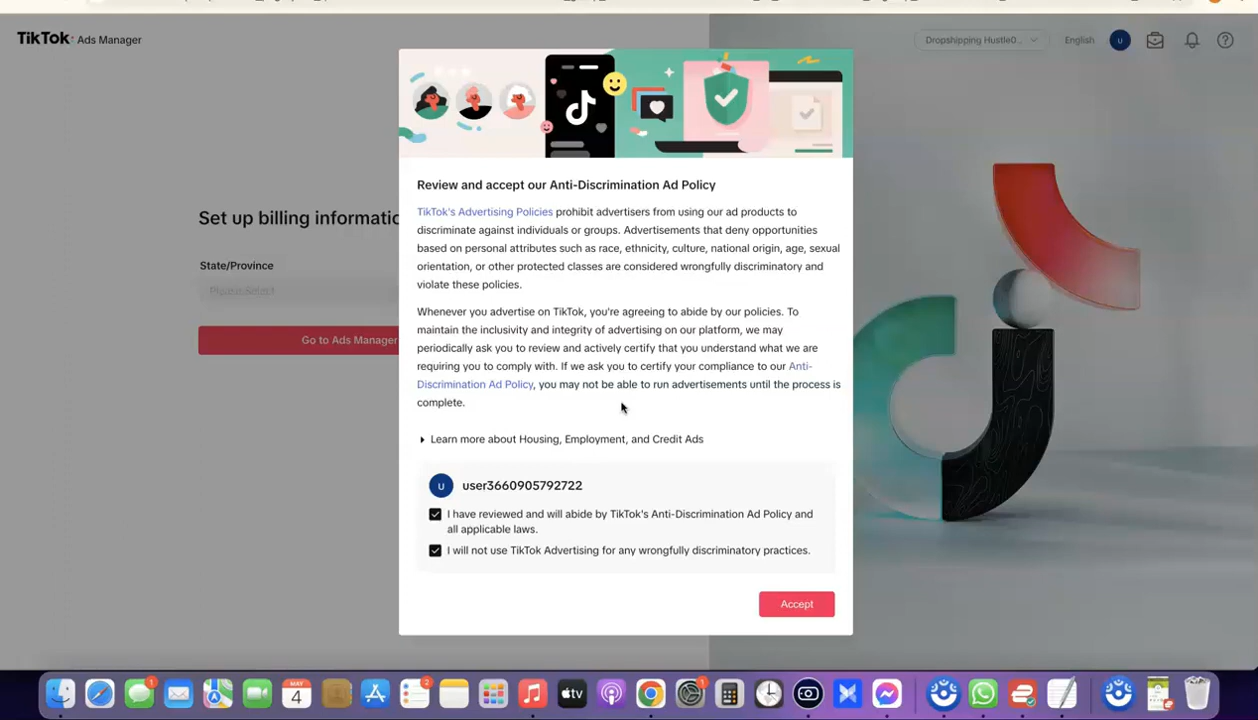 TikTok: Ads Manager
Dropshipping Hustle0...
English
U
Set up billing informatio
State/Province
Please Select
Go to Ads Manager
Review and accept our Anti-Discrimination Ad Policy
TikTok's Advertising Policies prohibit advertisers from using our ad products to
discriminate against individuals or groups. Advertisements that deny opportunities
based on personal attributes such as race, ethnicity, culture, national origin, age, sexual
orientation, or other protected classes are considered wrongfully discriminatory and
violate these policies.
Whenever you advertise on TikTok, you're agreeing to abide by our policies. To
maintain the inclusivity and integrity of advertising on our platform, we may
periodically ask you to review and actively certify that you understand what we are
requiring you to comply with. If we ask you to certify your compliance to our Anti-
Discrimination Ad Policy, you may not be able to run advertisements until the process is
complete.
Learn more about Housing, Employment, and Credit Ads
U
user3660905792722
I have reviewed and will abide by TikTok's Anti-Discrimination Ad Policy and
all applicable laws.
I will not use TikTok Advertising for any wrongfully discriminatory practices.
Accept
1
MAY
4
2
tv
1